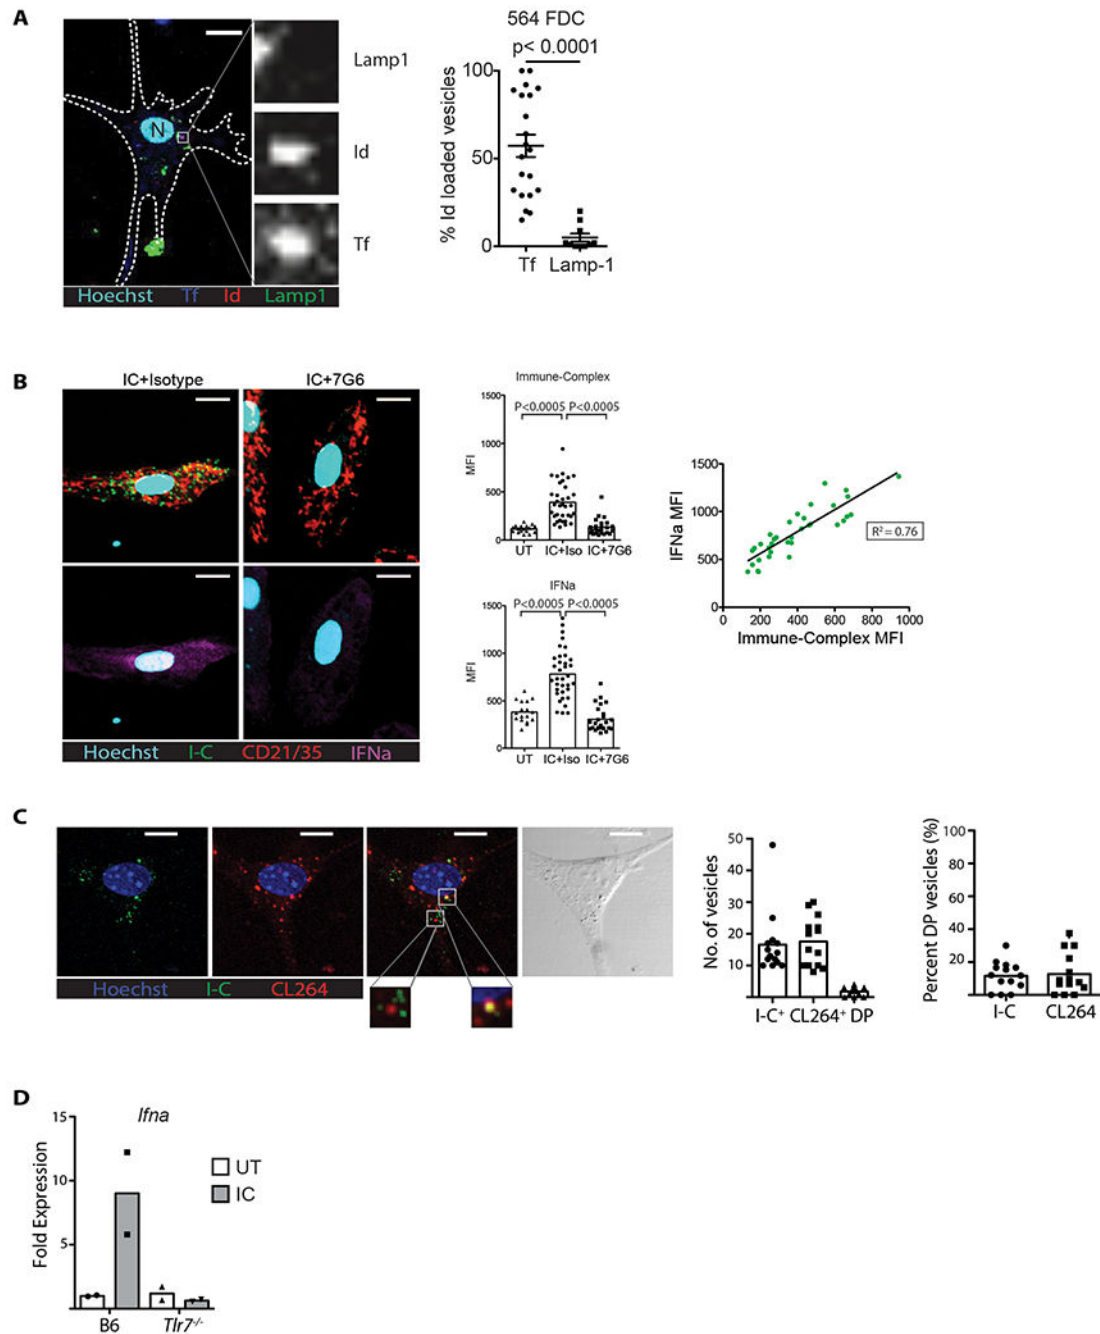 A
N
Lamp1
Id
Tf
Hoechst Tf Id Lamp1
564 FDC
p< 0.0001
% Id loaded vesicles
100
50
0
Tf Lamp-1
B
IC+Isotype IC+7G6
Hoechst I-C CD21/35 IFNa
Immune-Complex
P<0.0005 P<0.0005
MFI
1500
1000
500
0
UT IC+Iso IC+7G6
IFNa
P<0.0005 P<0.0005
MFI
1500
1000
500
0
UT IC+Iso IC+7G6
IFNa MFI
1500
1000
500
0
R² = 0.76
0 200 400 600 800 1000
Immune-Complex MFI
C
Hoechst I-C CL264
No. of vesicles
50
40
30
20
10
I-C⁺ CL264⁺ DP
Percent DP vesicles (%)
100
80
60
40
20
0
I-C CL264
D
Ifna
Fold Expression
15
10
5
UT
IC
B6 Tlr7⁻/⁻